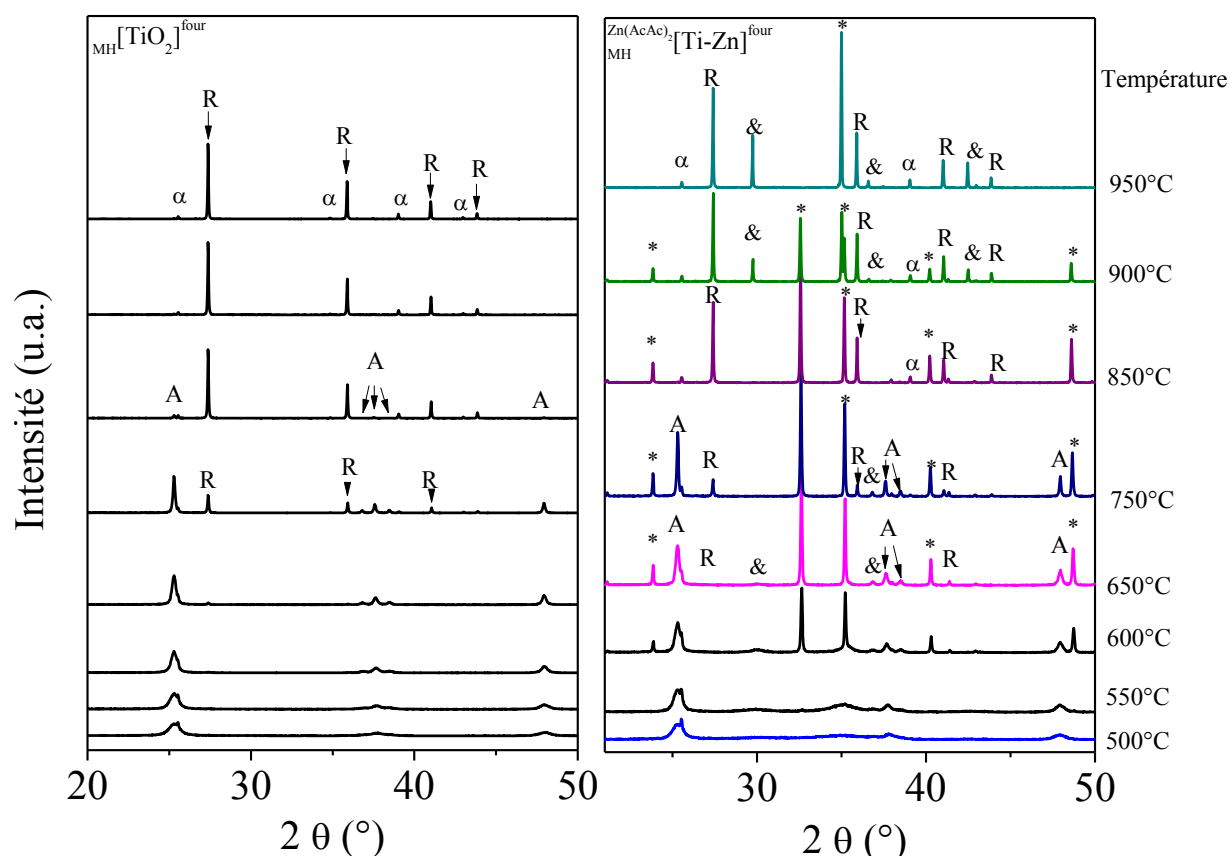 MH[TiO2]four
R
R
R
R
α
α
α
α
A
A
A
R
R
R
Intensité (u.a.)
20 30 40 50
2 θ (°)
Zn(AcAc)2
MH [Ti-Zn]four
Température
*
R
&
R
α
&
α
R
&
R
950°C
*
&
*
*
R
&
α
*
R
&
R
*
900°C
*
R
*
R
α
*
R
R
*
850°C
*
A
R
*
R
&
A
*
R
A
*
750°C
*
A
R
&
*
&
A
*
R
A
*
650°C
600°C
550°C
500°C
30 40 50
2 θ (°)